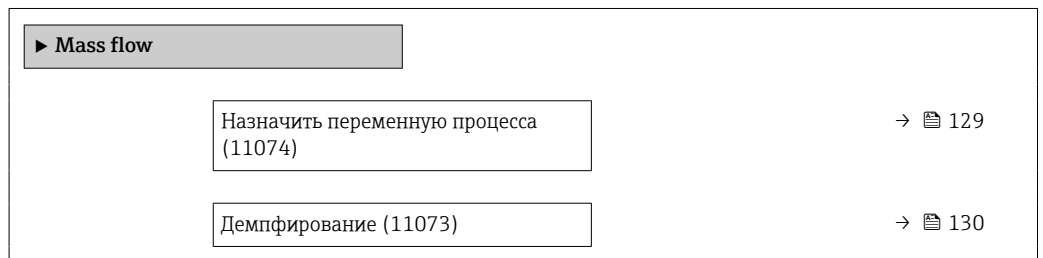 ▶ Mass flow
Назначить переменную процесса
(11074)
→ 129
Демпфирование (11073)
→ 130